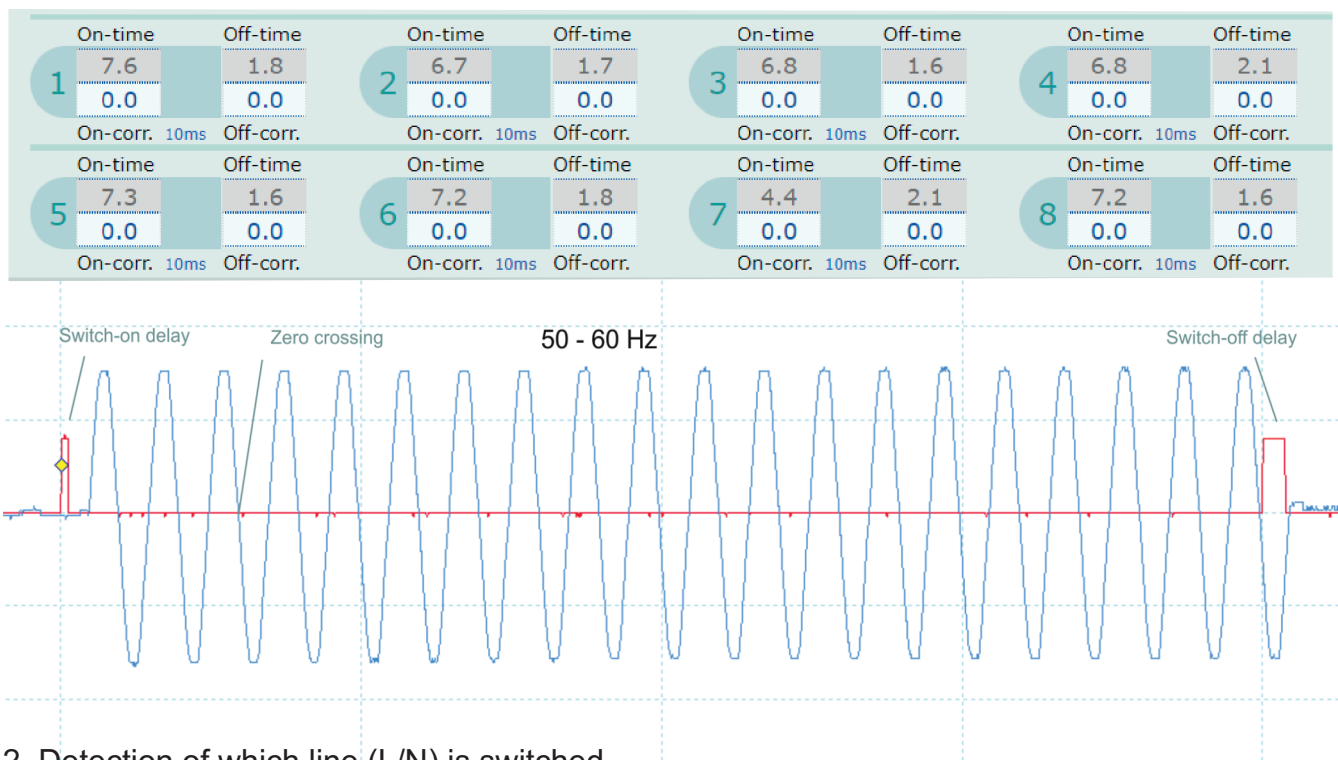 On-time Off-time On-time Off-time On-time Off-time On-time Off-time
1 7.6 1.8 2 6.7 1.7 3 6.8 1.6 4 6.8 2.1
0.0 0.0 0.0 0.0 0.0 0.0 0.0 0.0
On-corr. 10ms Off-corr. On-corr. 10ms Off-corr. On-corr. 10ms Off-corr. On-corr. 10ms Off-corr.
On-time Off-time On-time Off-time On-time Off-time On-time Off-time
5 7.3 1.6 6 7.2 1.8 7 4.4 2.1 8 7.2 1.6
0.0 0.0 0.0 0.0 0.0 0.0 0.0 0.0
On-corr. 10ms Off-corr. On-corr. 10ms Off-corr. On-corr. 10ms Off-corr. On-corr. 10ms Off-corr.
Switch-on delay Zero crossing 50 - 60 Hz Switch-off delay
2. Detection of which line (L/N) is switched